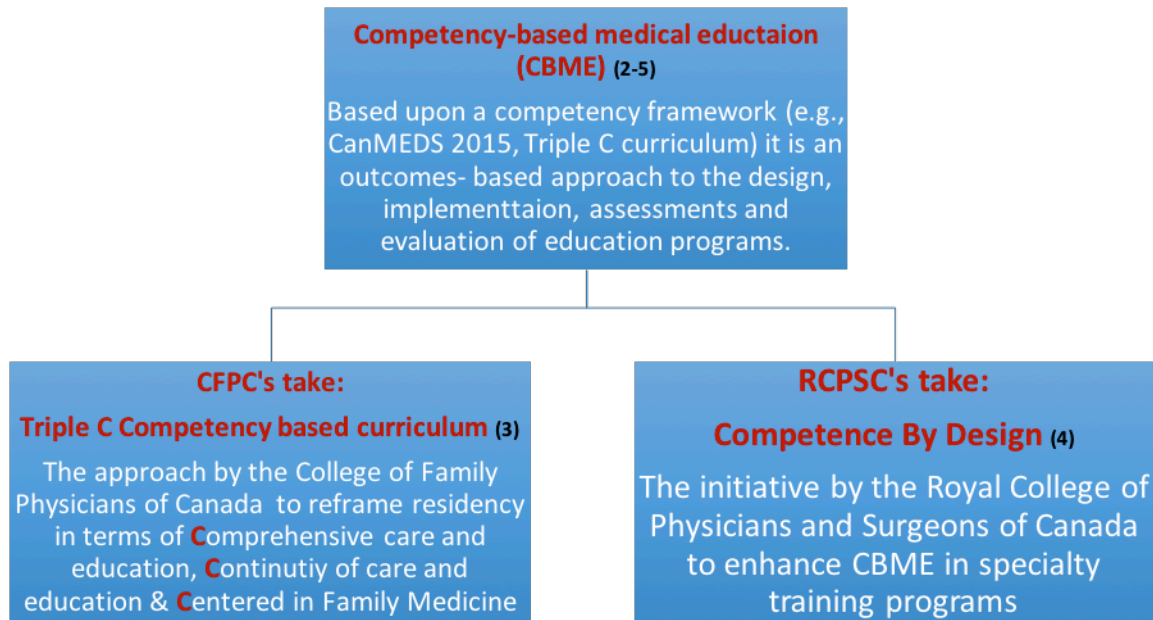 Competency-based medical eductaion
(CBME) (2-5)
Based upon a competency framework (e.g.,
CanMEDS 2015, Triple C curriculum) it is an
outcomes- based approach to the design,
implementtaion, assessments and
evaluation of education programs.
CFPC's take:
Triple C Competency based curriculum (3)
The approach by the College of Family
Physicians of Canada to reframe residency
in terms of Comprehensive care and
education, Continutiy of care and
education & Centered in Family Medicine
RCPSC's take:
Competence By Design (4)
The initiative by the Royal College of
Physicians and Surgeons of Canada
to enhance CBME in specialty
training programs